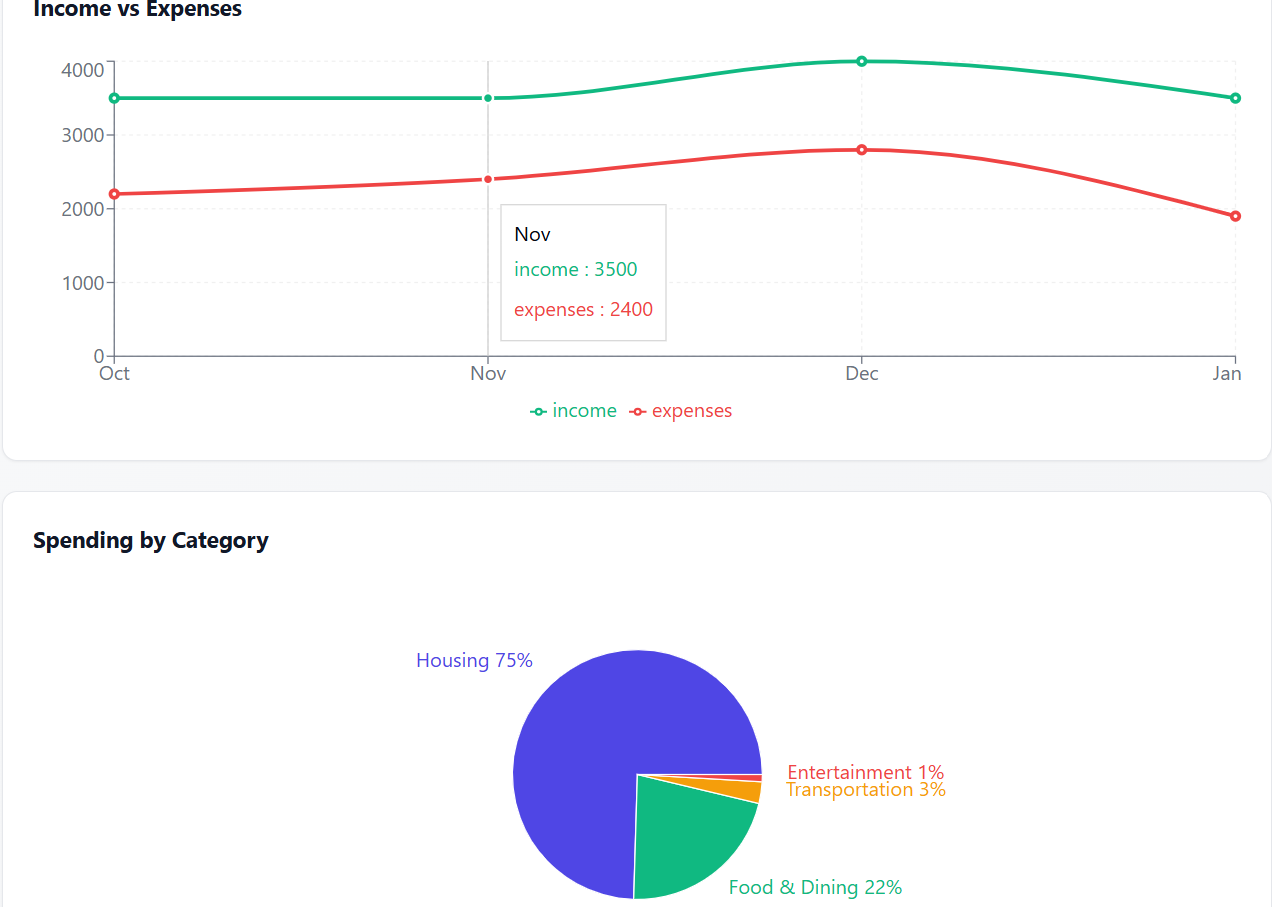 Income vs Expenses
4000
3000
2000
1000
0
Nov
income : 3500
expenses : 2400
Oct Nov Dec Jan
income expenses
Spending by Category
Housing 75%
Entertainment 1%
Transportation 3%
Food & Dining 22%